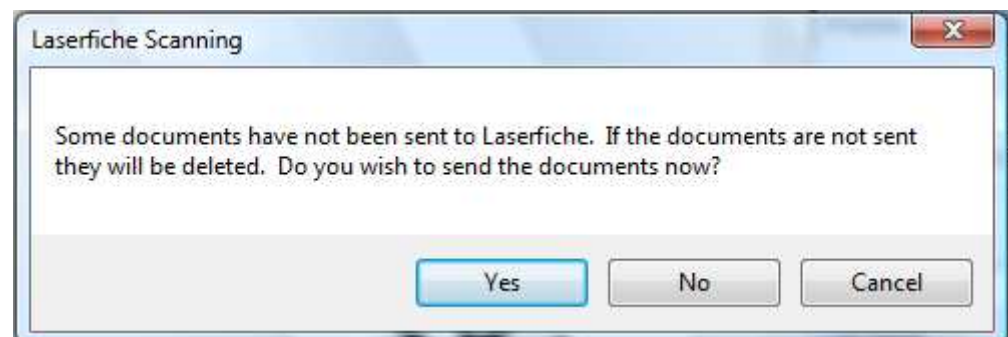 Laserfiche Scanning
Some documents have not been sent to Laserfiche.  If the documents are not sent
they will be deleted.  Do you wish to send the documents now?
Yes
No
Cancel